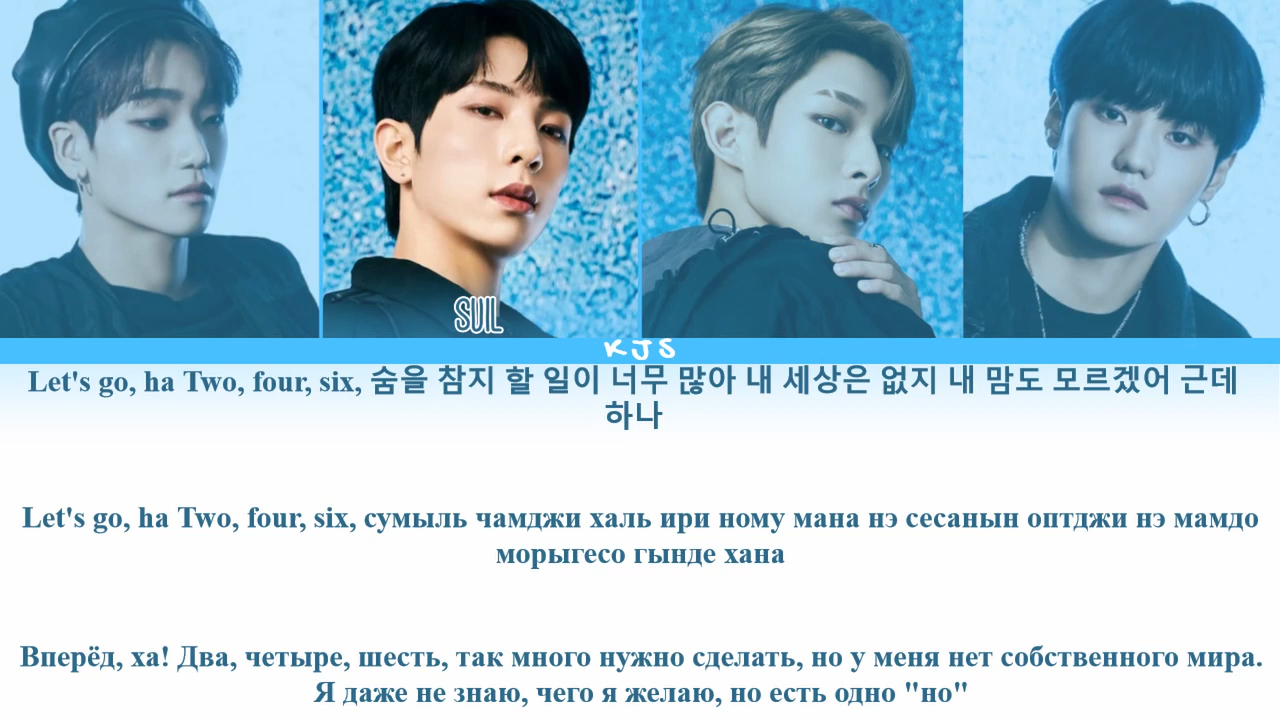 SUIL
KJS
Let's go, ha Two, four, six, 숨을 참지 할 일이 너무 많아 내 세상은 없지 내 맘도 모르겠어 근데
하나
Let's go, ha Two, four, six, сумыль чамджи халь ири ному мана нэ сесанын оптджи нэ мамдо
морыгесо гынде хана
Вперёд, ха! Два, четыре, шесть, так много нужно сделать, но у меня нет собственного мира.
Я даже не знаю, чего я желаю, но есть одно "но"